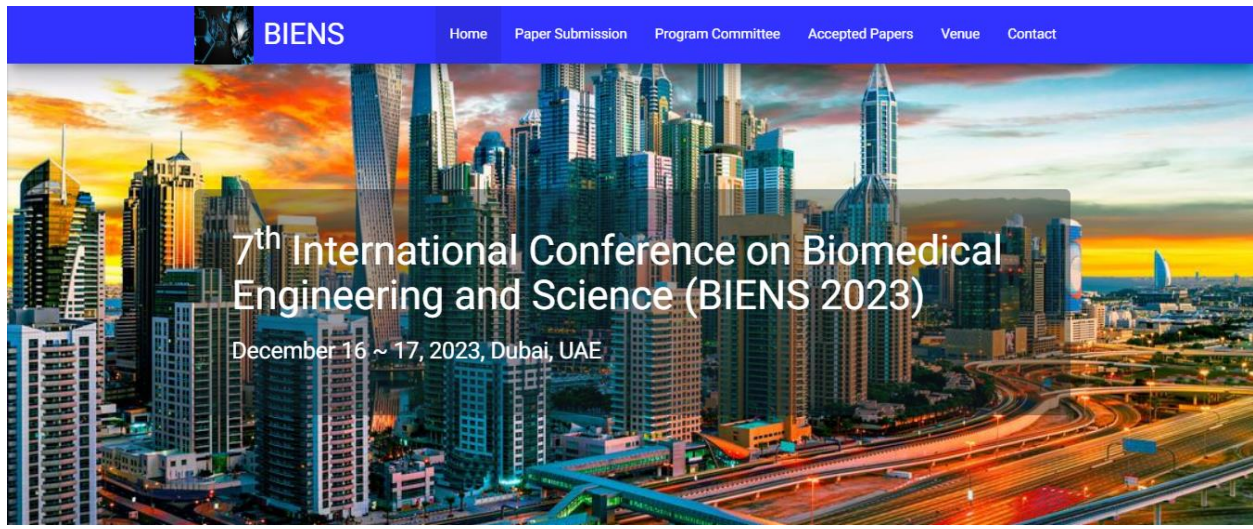 BIENS
Home Paper Submission Program Committee Accepted Papers Venue Contact
7th International Conference on Biomedical
Engineering and Science (BIENS 2023)
December 16 ~ 17, 2023, Dubai, UAE